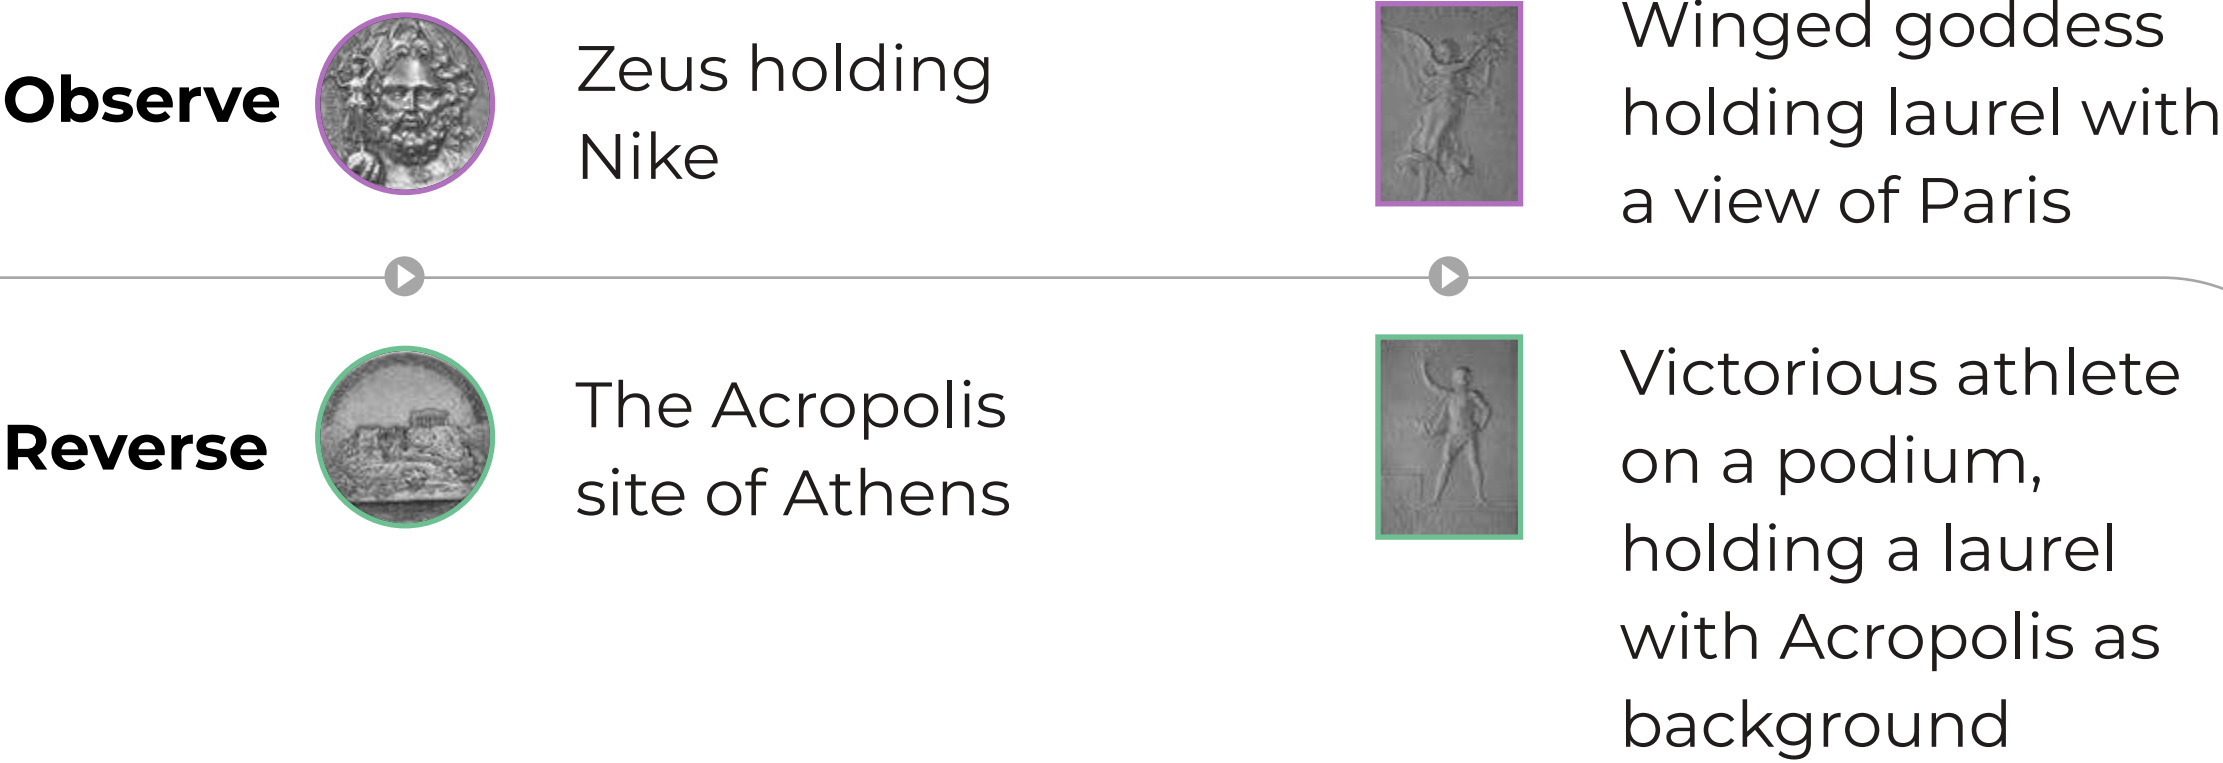 Observe
Zeus holding
Nike
Winged goddess
holding laurel with
a view of Paris
Reverse
The Acropolis
site of Athens
Victorious athlete
on a podium,
holding a laurel
with Acropolis as
background